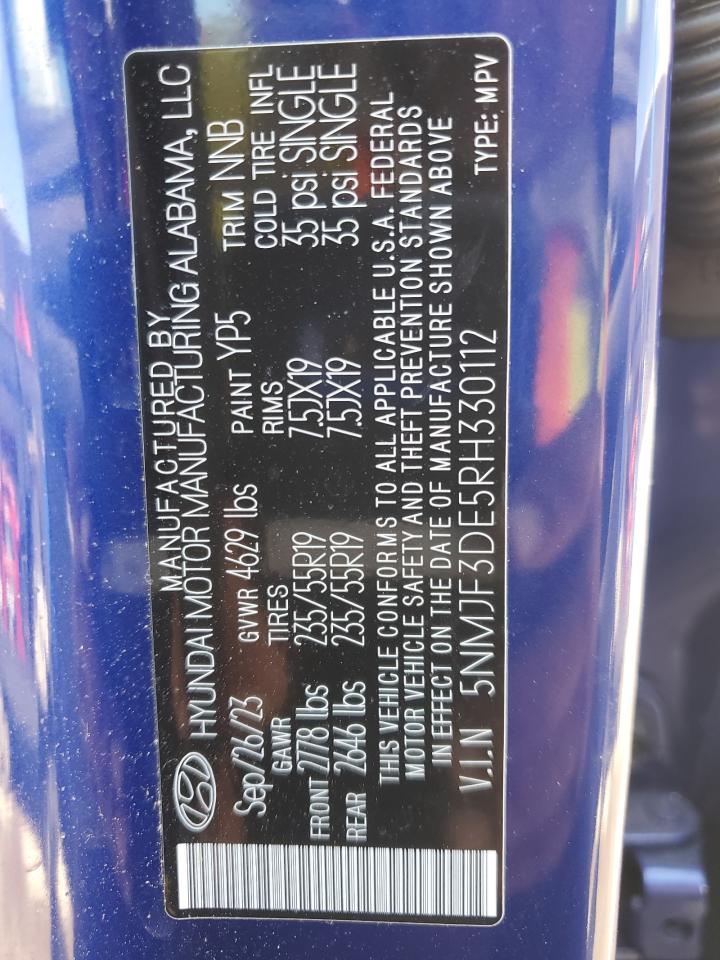 MANUFACTURED BY
HYUNDAI MOTOR MANUFACTURING ALABAMA, LLC
Sep/26/23 GVWR 4629 lbs PAINT YP5 TRIM NNB
GAWR TIRES RIMS COLD TIRE INFL
FRONT 2778 lbs 235/55R19 7.5JX19 35 psi SINGLE
REAR 2646 lbs 235/55R19 7.5JX19 35 psi SINGLE
THIS VEHICLE CONFORMS TO ALL APPLICABLE U.S.A. FEDERAL
MOTOR VEHICLE SAFETY AND THEFT PREVENTION STANDARDS
IN EFFECT ON THE DATE OF MANUFACTURE SHOWN ABOVE
V.I.N 5NMJF3DE5RH330112 TYPE: MPV